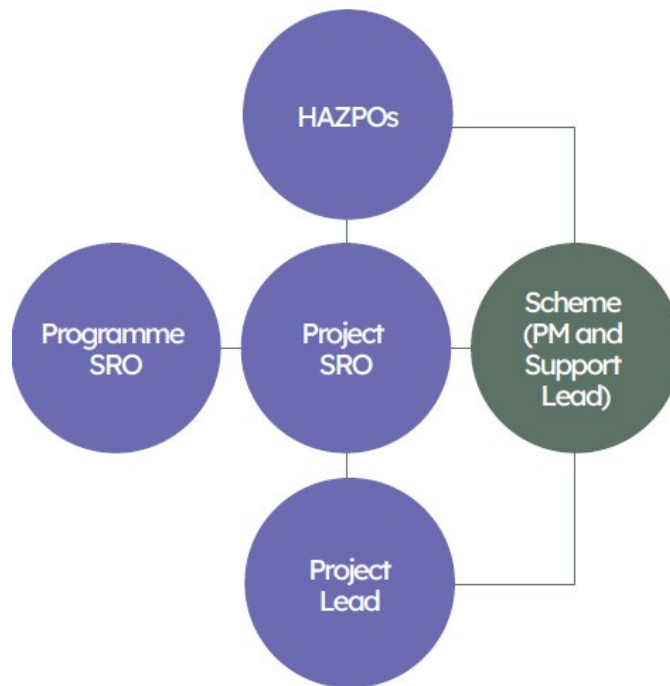 HAZPOs
Programme
SRO
Project
SRO
Scheme
(PM and
Support
Lead)
Project
Lead